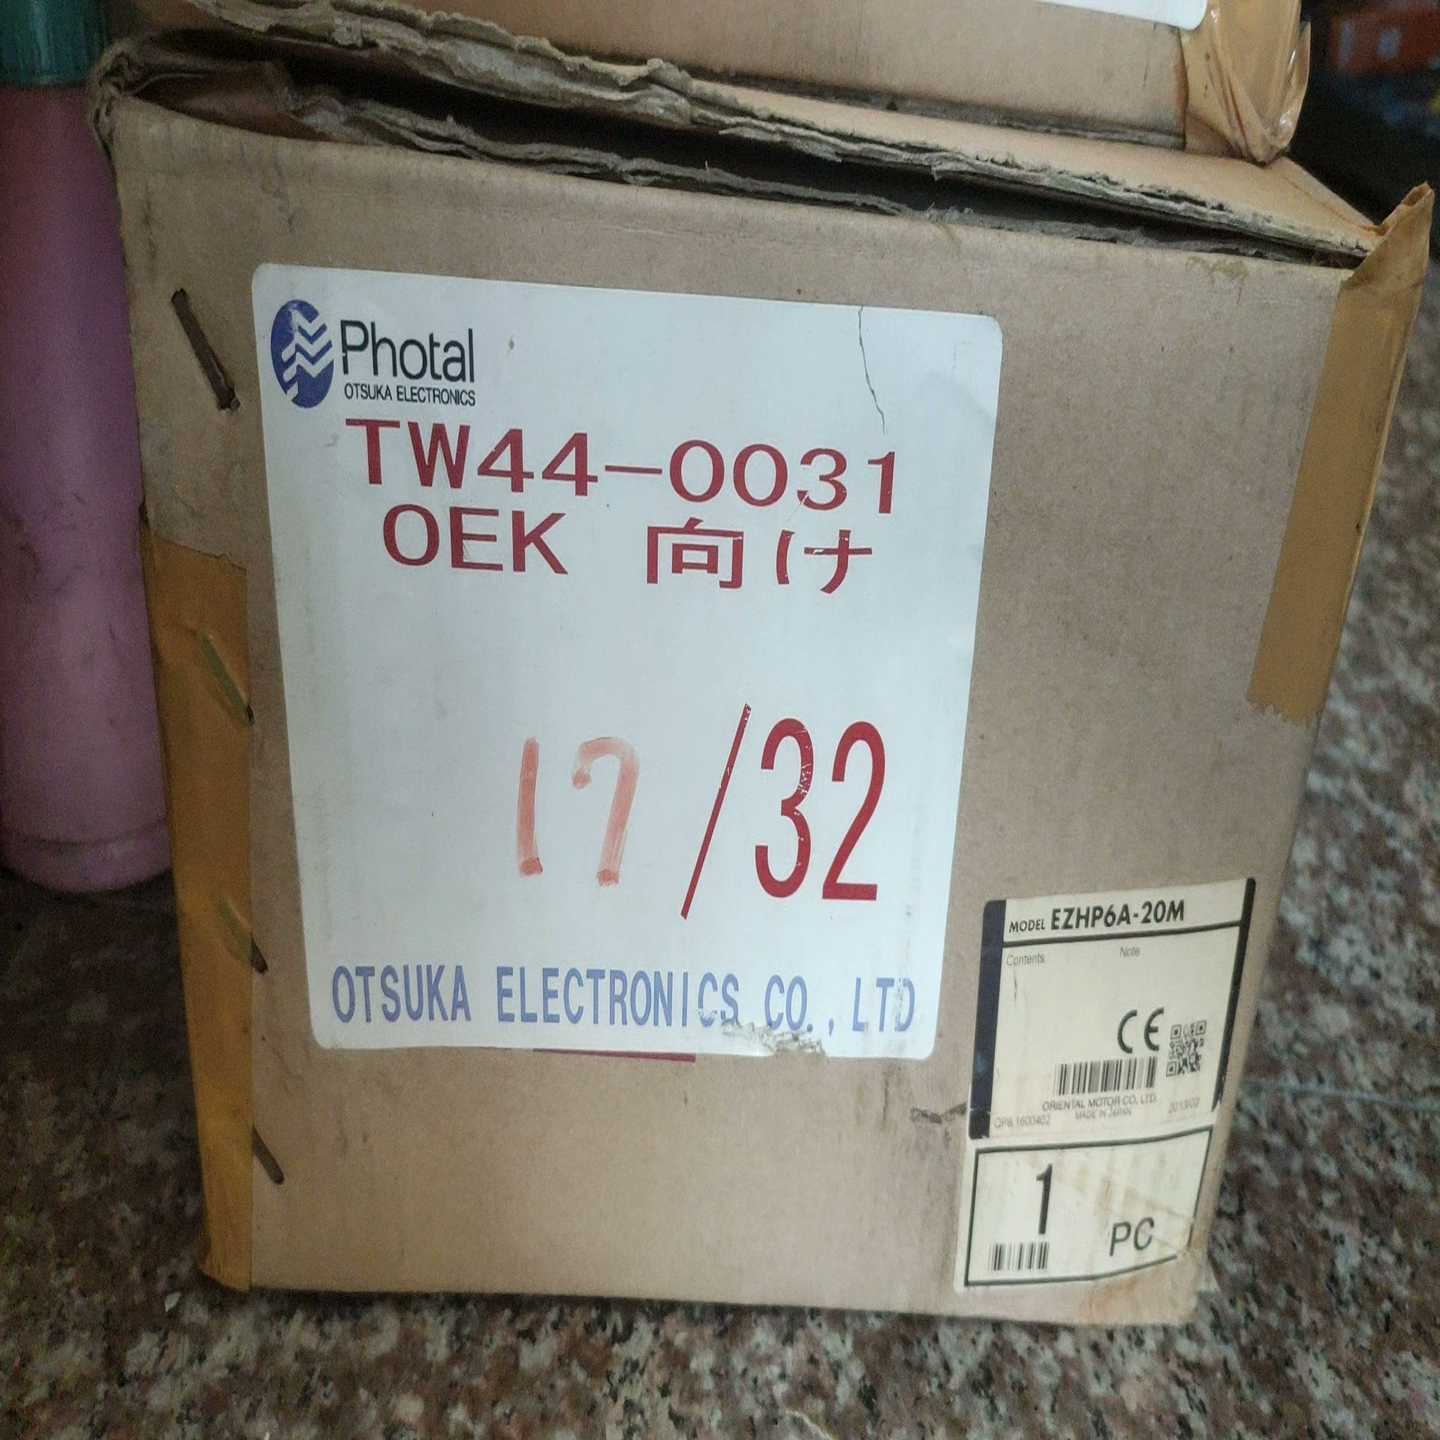 Photal
OTSUKA ELECTRONICS
TW44-0031
OEK 向け
17/32
OTSUKA ELECTRONICS CO., LTD
MODEL EZHP6A-20M
Contents Note
CE
ORIENTAL MOTOR CO., LTD.
MADE IN JAPAN
1 PC